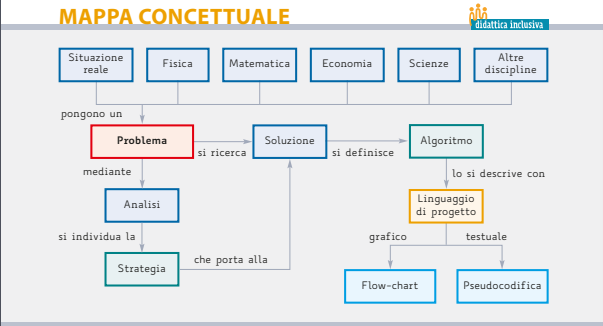 MAPPA CONCETTUALE
didattica inclusiva
Situazione
reale
Fisica
Matematica
Economia
Scienze
Altre
discipline
pongono un
Problema
si ricerca
Soluzione
si definisce
Algoritmo
mediante
lo si descrive con
Analisi
Linguaggio
di progetto
si individua la
grafico
testuale
Strategia
che porta alla
Flow-chart
Pseudocodifica